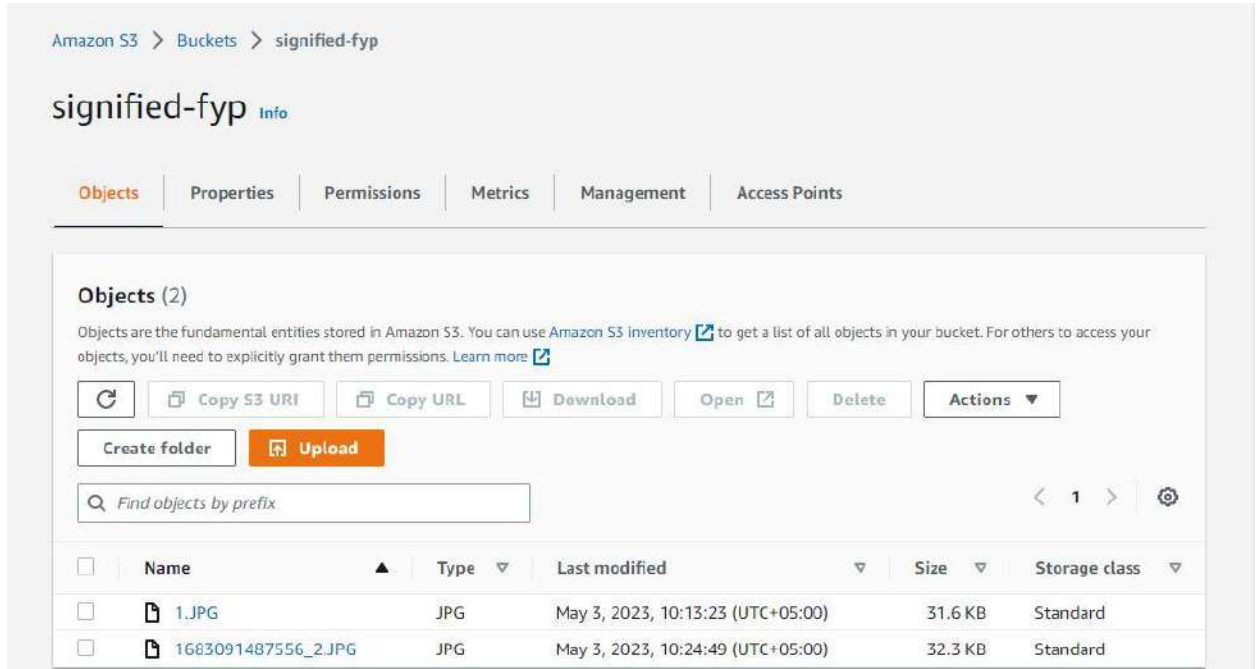 Amazon S3 > Buckets > signified-fyp
signified-fyp Info
Objects Properties Permissions Metrics Management Access Points
Objects (2)
Objects are the fundamental entities stored in Amazon S3. You can use Amazon S3 inventory to get a list of all objects in your bucket. For others to access your
objects, you'll need to explicitly grant them permissions. Learn more
Copy S3 URI Copy URL Download Open Delete Actions
Create folder Upload
Find objects by prefix
< 1 >
Name Type Last modified Size Storage class
1.JPG JPG May 3, 2023, 10:13:23 (UTC+05:00) 31.6 KB Standard
1683091487556_2.JPG JPG May 3, 2023, 10:24:49 (UTC+05:00) 32.3 KB Standard